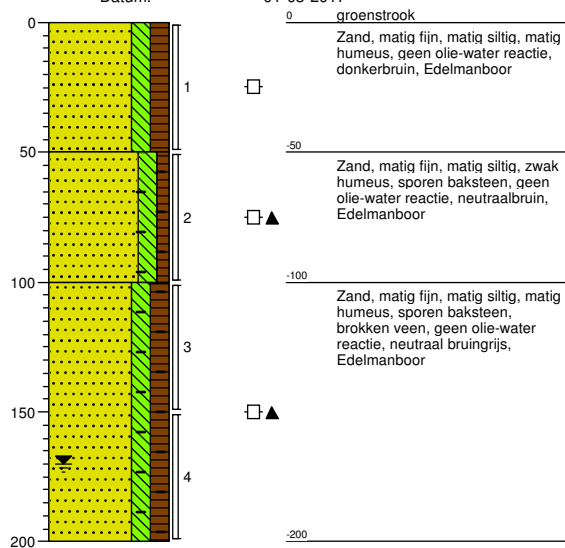 0
groenstrook
0
Zand, matig fijn, matig siltig, matig
humeus, geen olie-water reactie,
donkerbruin, Edelmanboor
1
-50
50
Zand, matig fijn, matig siltig, zwak
humeus, sporen baksteen, geen
olie-water reactie, neutraalbruin,
Edelmanboor
2
-100
100
Zand, matig fijn, matig siltig, matig
humeus, sporen baksteen,
brokken veen, geen olie-water
reactie, neutraal bruingrijs,
Edelmanboor
3
150
4
-200
200